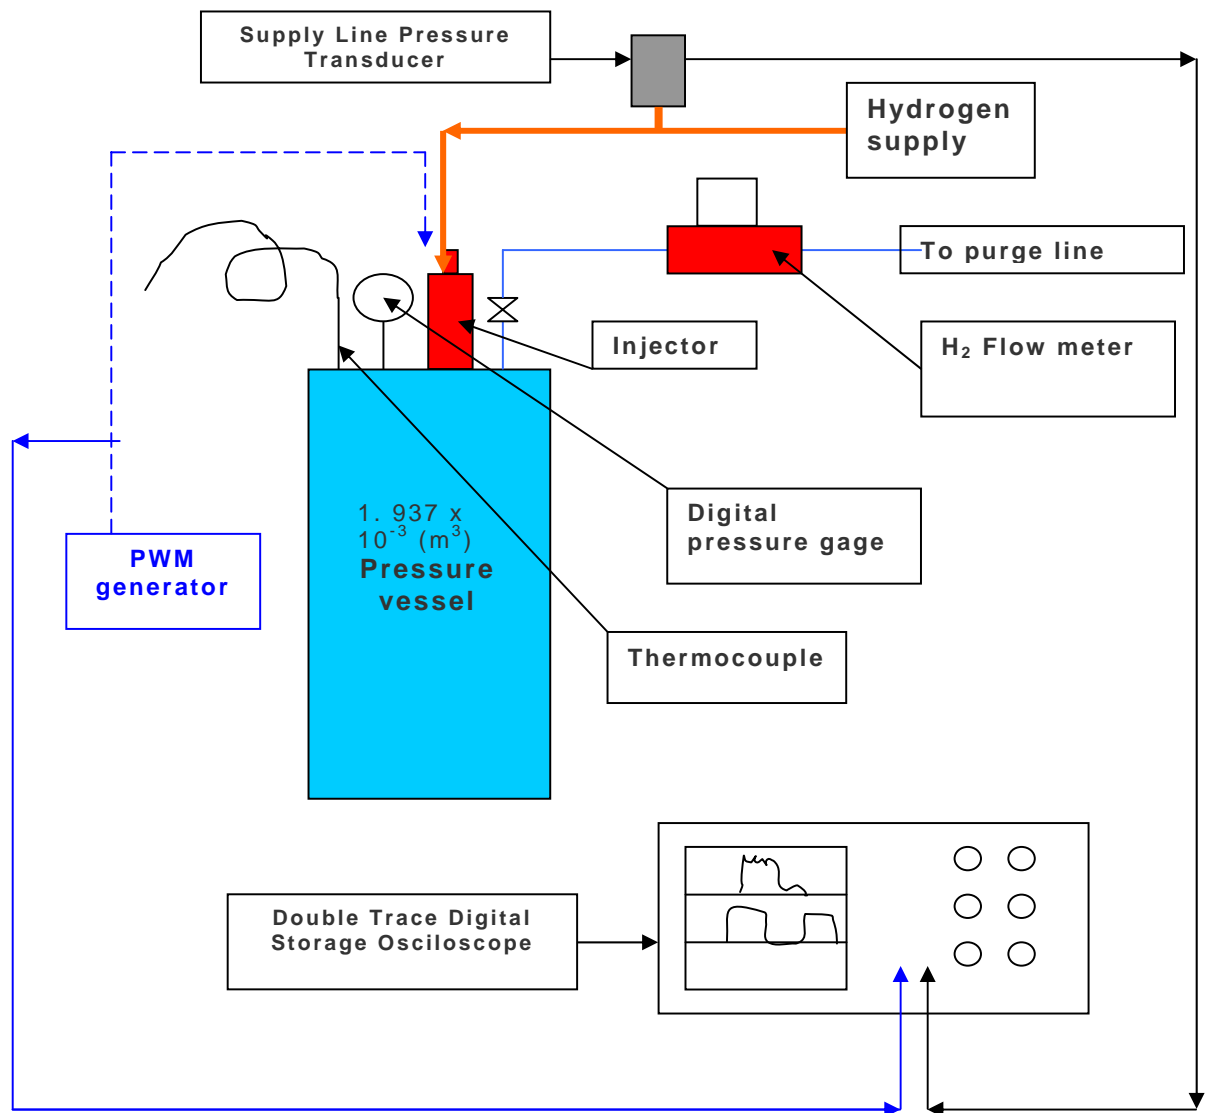 Supply Line Pressure
Transducer
Hydrogen
supply
To purge line
Injector
H₂ Flow meter
1. 937 x
10⁻³ (m³)
Pressure
vessel
Digital
pressure gage
PWM
generator
Thermocouple
Double Trace Digital
Storage Osciloscope